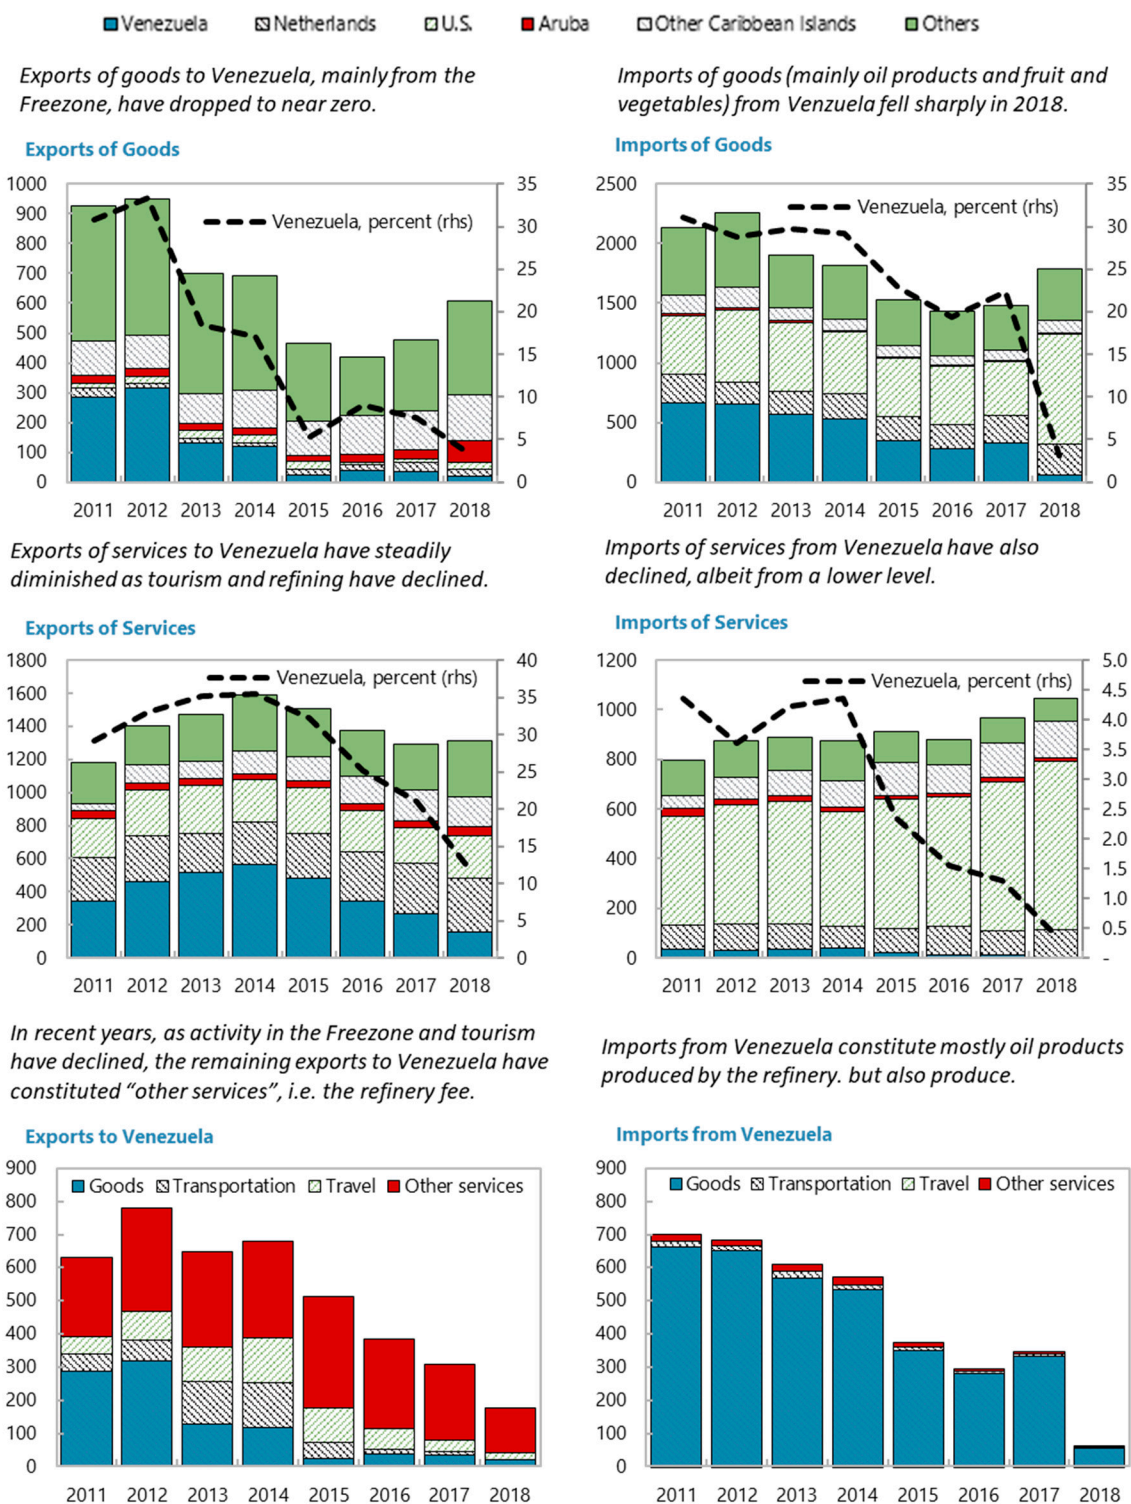 Venezuela Netherlands U.S. Aruba Other Caribbean Islands Others
Exports of goods to Venezuela, mainly from the
Freezone, have dropped to near zero.
Exports of Goods
1000
900
800
700
600
500
400
300
200
100
0
35
30
25
20
15
10
5
0
Venezuela, percent (rhs)
2011 2012 2013 2014 2015 2016 2017 2018
Imports of goods (mainly oil products and fruit and
vegetables) from Venzuela fell sharply in 2018.
Imports of Goods
2500
2000
1500
1000
500
0
35
30
25
20
15
10
5
0
Venezuela, percent (rhs)
2011 2012 2013 2014 2015 2016 2017 2018
Exports of services to Venezuela have steadily
diminished as tourism and refining have declined.
Exports of Services
1800
1600
1400
1200
1000
800
600
400
200
0
40
35
30
25
20
15
10
5
0
Venezuela, percent (rhs)
2011 2012 2013 2014 2015 2016 2017 2018
Imports of services from Venezuela have also
declined, albeit from a lower level.
Imports of Services
1200
1000
800
600
400
200
0
5.0
4.5
4.0
3.5
3.0
2.5
2.0
1.5
1.0
0.5
-
Venezuela, percent (rhs)
2011 2012 2013 2014 2015 2016 2017 2018
In recent years, as activity in the Freezone and tourism
have declined, the remaining exports to Venezuela have
constituted “other services”, i.e. the refinery fee.
Exports to Venezuela
900
800
700
600
500
400
300
200
100
0
Goods Transportation Travel Other services
2011 2012 2013 2014 2015 2016 2017 2018
Imports from Venezuela constitute mostly oil products
produced by the refinery. but also produce.
Imports from Venezuela
900
800
700
600
500
400
300
200
100
0
Goods Transportation Travel Other services
2011 2012 2013 2014 2015 2016 2017 2018